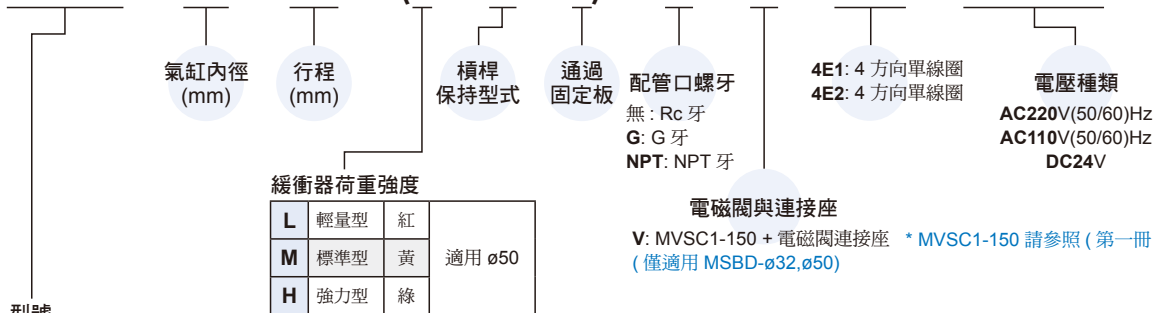 氣缸內徑
(mm)
行程
(mm)
槓桿
保持型式
通過
固定板
配管口螺牙
無 : Rc 牙
G: G 牙
NPT: NPT 牙
4E1: 4 方向單線圈
4E2: 4 方向單線圈
電壓種類
AC220V(50/60)Hz
AC110V(50/60)Hz
DC24V
緩衝器荷重強度
L 輕量型 紅
M 標準型 黃 適用 ø50
H 強力型 綠
電磁閥與連接座
V: MVSC1-150 + 電磁閥連接座 * MVSC1-150 請參照 ( 第一冊
( 僅適用 MSBD-ø32,ø50)
型號